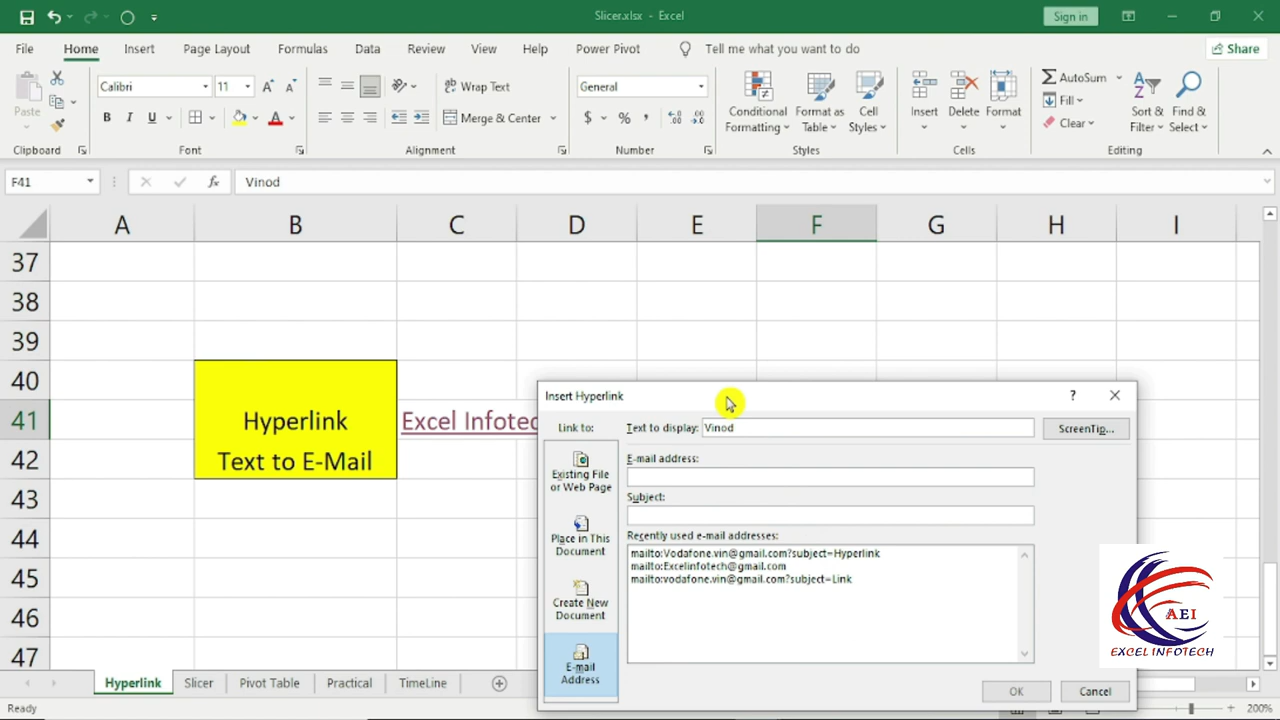 Slicer.xlsx - Excel
Sign in
File Home Insert Page Layout Formulas Data Review View Help Power Pivot Tell me what you want to do Share
Paste
Calibri 11
B I U
Wrap Text
Merge & Center
General
$ % ,
Conditional Formatting
Format as Table
Cell Styles
Insert
Delete
Format
AutoSum
Fill
Clear
Sort & Filter
Find & Select
Clipboard Font Alignment Number Styles Cells Editing
F41 fx Vinod
A B C D E F G H I
37
38
39
40
41 Hyperlink Excel Infotec
42 Text to E-Mail
43
44
45
46
47
Insert Hyperlink ?
Link to: Text to display: Vinod ScreenTip...
Existing File or Web Page
Place in This Document
Create New Document
E-mail Address
E-mail address:
Subject:
Recently used e-mail addresses:
mailto:Vodafone.vin@gmail.com?subject=Hyperlink
mailto:Excelinfotech@gmail.com
mailto:vodafone.vin@gmail.com?subject=Link
OK Cancel
AEI
EXCEL INFOTECH
Hyperlink Slicer Pivot Table Practical TimeLine
Ready 200%